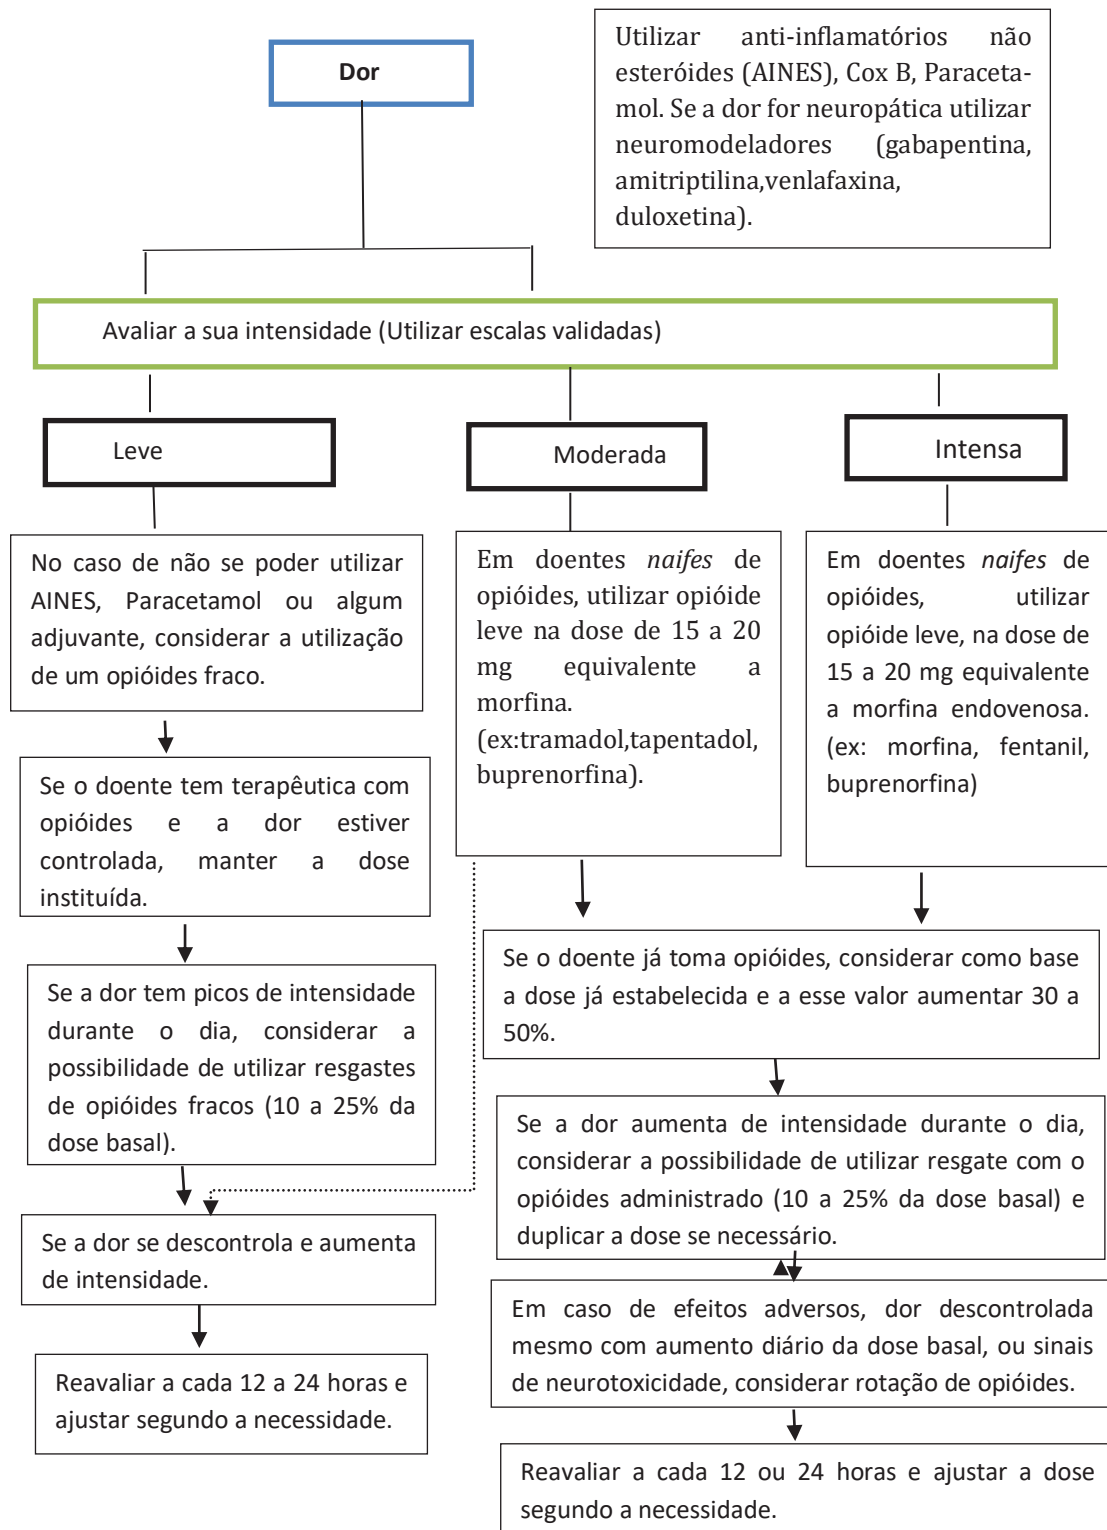 Dor
Utilizar anti-inflamatórios não
esteróides (AINES), Cox B, Paraceta-
mol. Se a dor for neuropática utilizar
neuromodeladores (gabapentina,
amitriptilina,venlafaxina,
duloxetina).
Avaliar a sua intensidade (Utilizar escalas validadas)
Leve
Moderada
Intensa
No caso de não se poder utilizar
AINES, Paracetamol ou algum
adjuvante, considerar a utilização
de um opióides fraco.
Em doentes naifes de
opióides, utilizar opióide
leve na dose de 15 a 20
mg equivalente a
morfina.
(ex:tramadol,tapentadol,
buprenorfina).
Em doentes naifes de
opióides, utilizar
opióide leve, na dose de
15 a 20 mg equivalente
a morfina endovenosa.
(ex: morfina, fentanil,
buprenorfina)
Se o doente tem terapêutica com
opióides e a dor estiver
controlada, manter a dose
instituída.
Se a dor tem picos de intensidade
durante o dia, considerar a
possibilidade de utilizar resgastes
de opióides fracos (10 a 25% da
dose basal).
Se a dor se descontrola e aumenta
de intensidade.
Reavaliar a cada 12 a 24 horas e
ajustar segundo a necessidade.
Se o doente já toma opióides, considerar como base
a dose já estabelecida e a esse valor aumentar 30 a
50%.
Se a dor aumenta de intensidade durante o dia,
considerar a possibilidade de utilizar resgate com o
opióides administrado (10 a 25% da dose basal) e
duplicar a dose se necessário.
Em caso de efeitos adversos, dor descontrolada
mesmo com aumento diário da dose basal, ou sinais
de neurotoxicidade, considerar rotação de opióides.
Reavaliar a cada 12 ou 24 horas e ajustar a dose
segundo a necessidade.